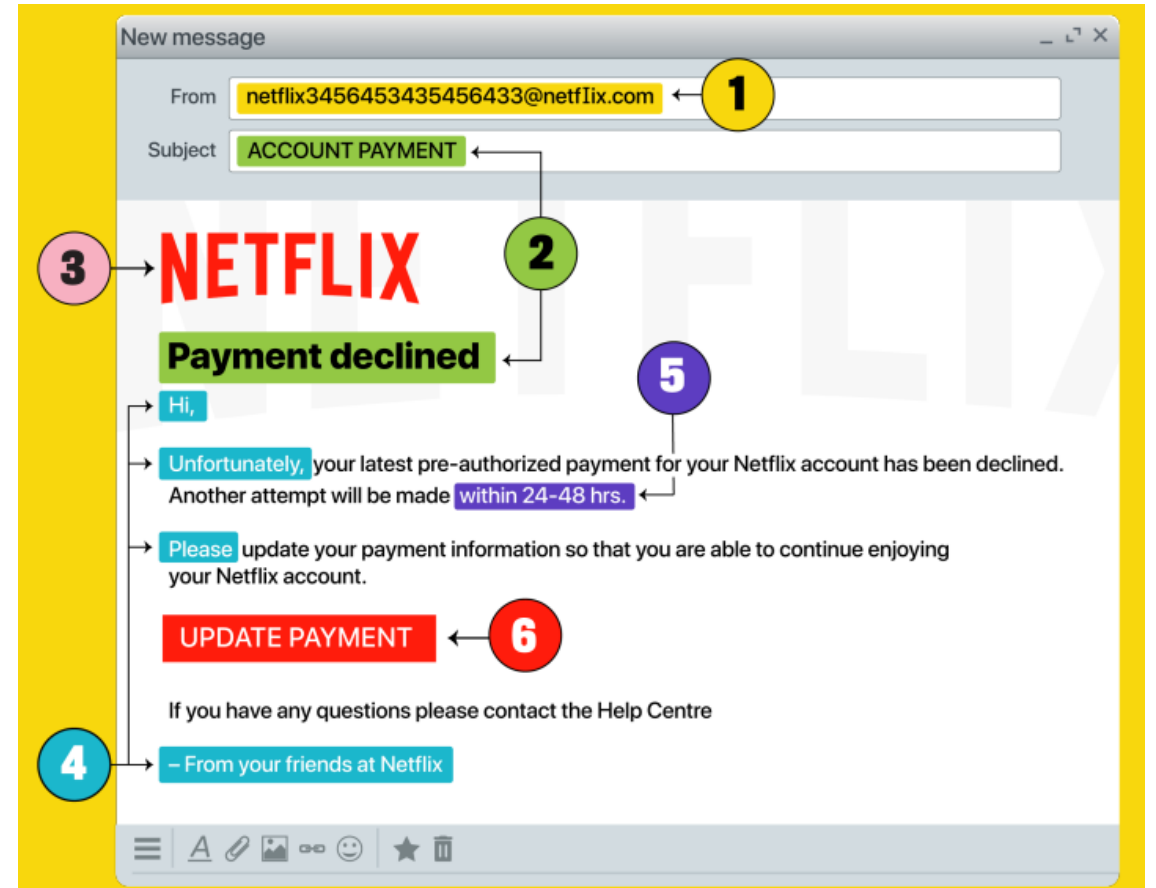 New message
From netflix3456453435456433@netfIix.com
1
Subject ACCOUNT PAYMENT
2
3
NETFLIX
Payment declined
5
Hi,
Unfortunately, your latest pre-authorized payment for your Netflix account has been declined.
Another attempt will be made within 24-48 hrs.
Please update your payment information so that you are able to continue enjoying
your Netflix account.
UPDATE PAYMENT
6
If you have any questions please contact the Help Centre
4
– From your friends at Netflix
NETFLIX
A